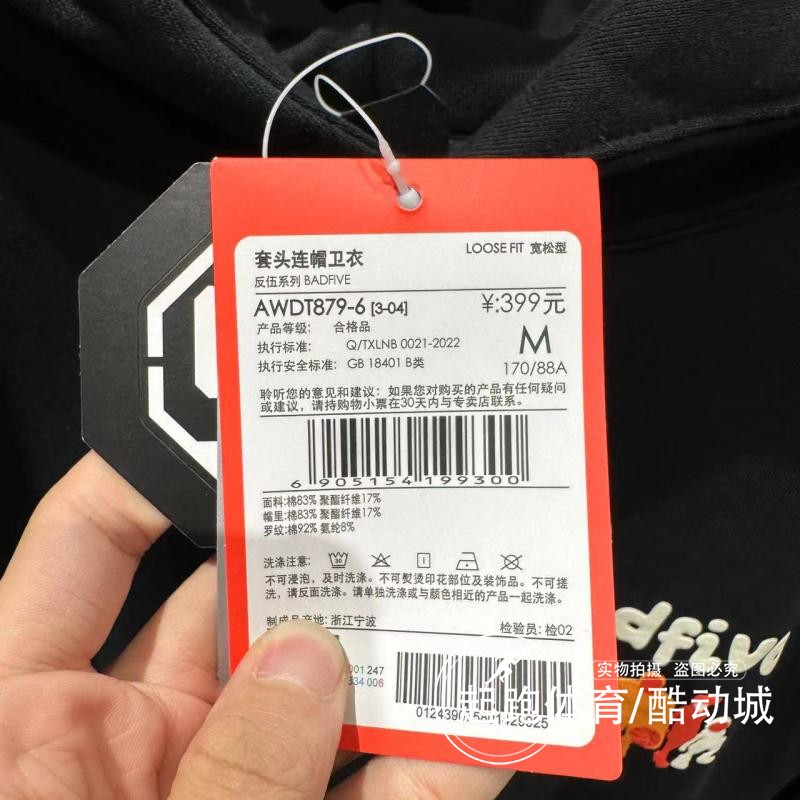 套头连帽卫衣
LOOSE FIT 宽松型
反伍系列 BADFIVE
AWDT879-6 [3-04]
¥:399元
产品等级: 合格品
执行标准: Q/TXLNB 0021-2022
M
执行安全标准: GB 18401 B类
170/88A
聆听您的意见和建议: 如果您对购买的产品有任何疑问
或建议, 请持购物小票在30天内与专卖店联系。
6905154199300
面料:棉83% 聚酯纤维17%
帽里:棉83%聚酯纤维17%
罗纹:棉92% 氨纶8%
洗涤注意:
不可浸泡, 及时洗涤。不可熨烫印花部位及装饰品。不可搓
洗, 请反面洗涤。请单独洗涤或与颜色相近的产品一起洗涤。
制成品产地: 浙江宁波
检验员: 检02
001 247
334 006
实物拍摄 盗图必究
体育/酷动城